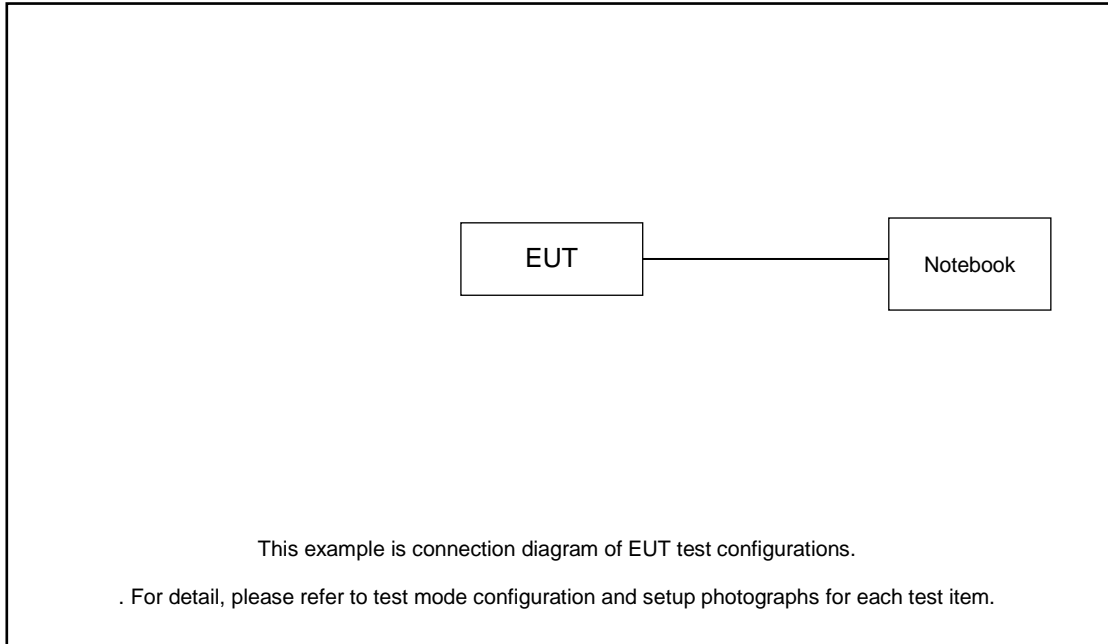 EUT
Notebook
This example is connection diagram of EUT test configurations.
. For detail, please refer to test mode configuration and setup photographs for each test item.